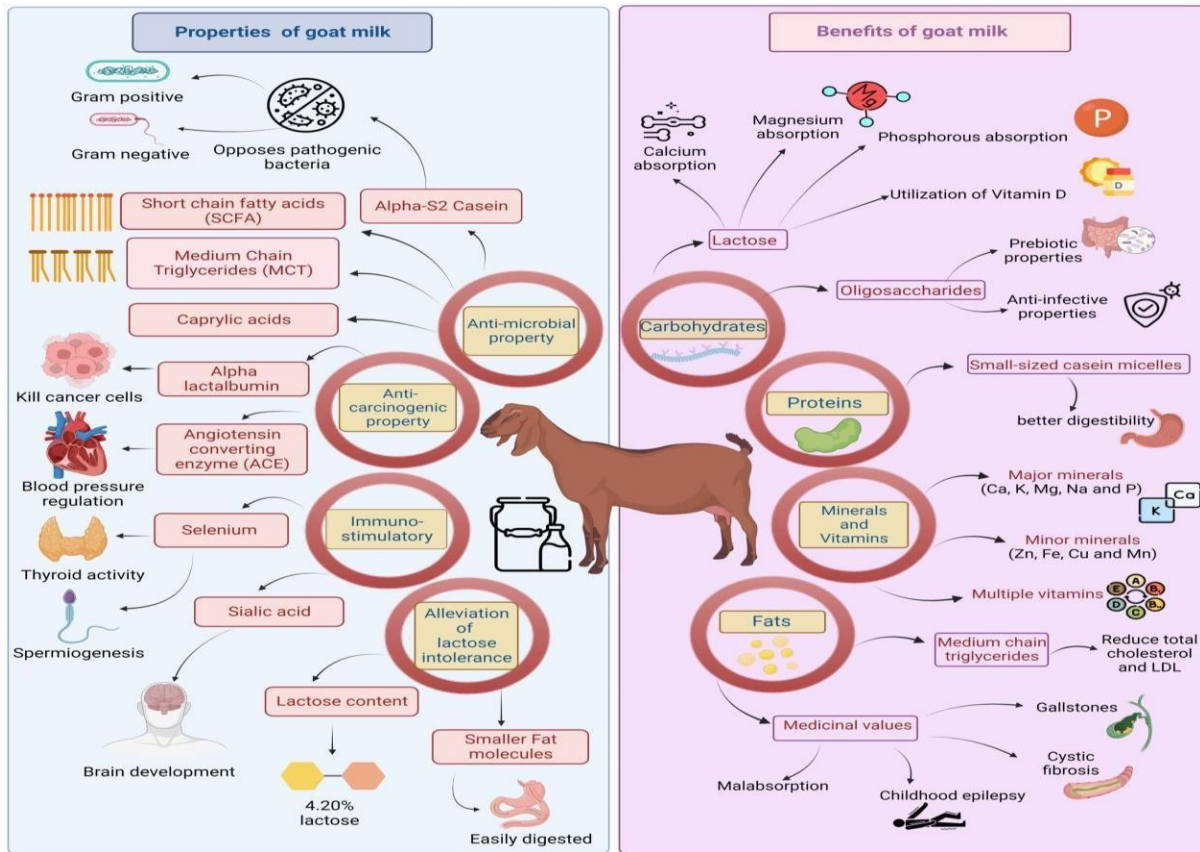 Properties of goat milk
Gram positive
Gram negative
Opposes pathogenic
bacteria
Short chain fatty acids
(SCFA)
Alpha-S2 Casein
Medium Chain
Triglycerides (MCT)
Caprylic acids
Anti-microbial
property
Alpha
lactalbumin
Kill cancer cells
Anti-
carcinogenic
property
Angiotensin
converting
enzyme (ACE)
Blood pressure
regulation
Selenium
Immuno-
stimulatory
Thyroid activity
Sialic acid
Spermiogenesis
Alleviation
of
lactose
intolerance
Brain development
Lactose content
4.20%
lactose
Smaller Fat
molecules
Easily digested
Benefits of goat milk
Calcium
absorption
Mg
Magnesium
absorption
P
Phosphorous absorption
D
Utilization of Vitamin D
Lactose
Prebiotic
properties
Oligosaccharides
Anti-infective
properties
Carbohydrates
Small-sized casein micelles
Proteins
better digestibility
Major minerals
(Ca, K, Mg, Na and P)
Ca
K
Minerals
and
Vitamins
Minor minerals
(Zn, Fe, Cu and Mn)
Multiple vitamins
A
E
D
C
Fats
Medium chain
triglycerides
Reduce total
cholesterol
and LDL
Medicinal values
Gallstones
Cystic
fibrosis
Malabsorption
Childhood epilepsy